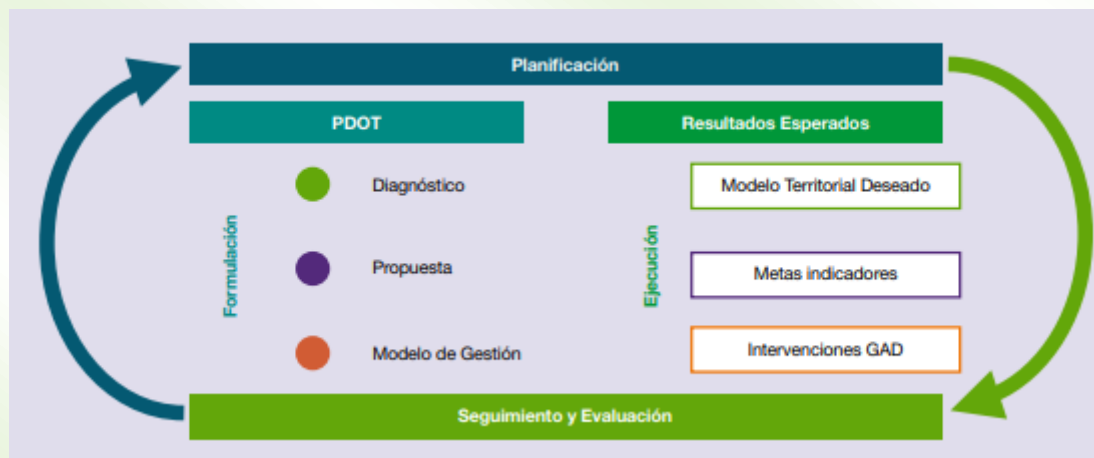 Planificación
PDOT
Resultados Esperados
Formulación
Diagnóstico
Propuesta
Modelo de Gestión
Ejecución
Modelo Territorial Deseado
Metas indicadores
Intervenciones GAD
Seguimiento y Evaluación